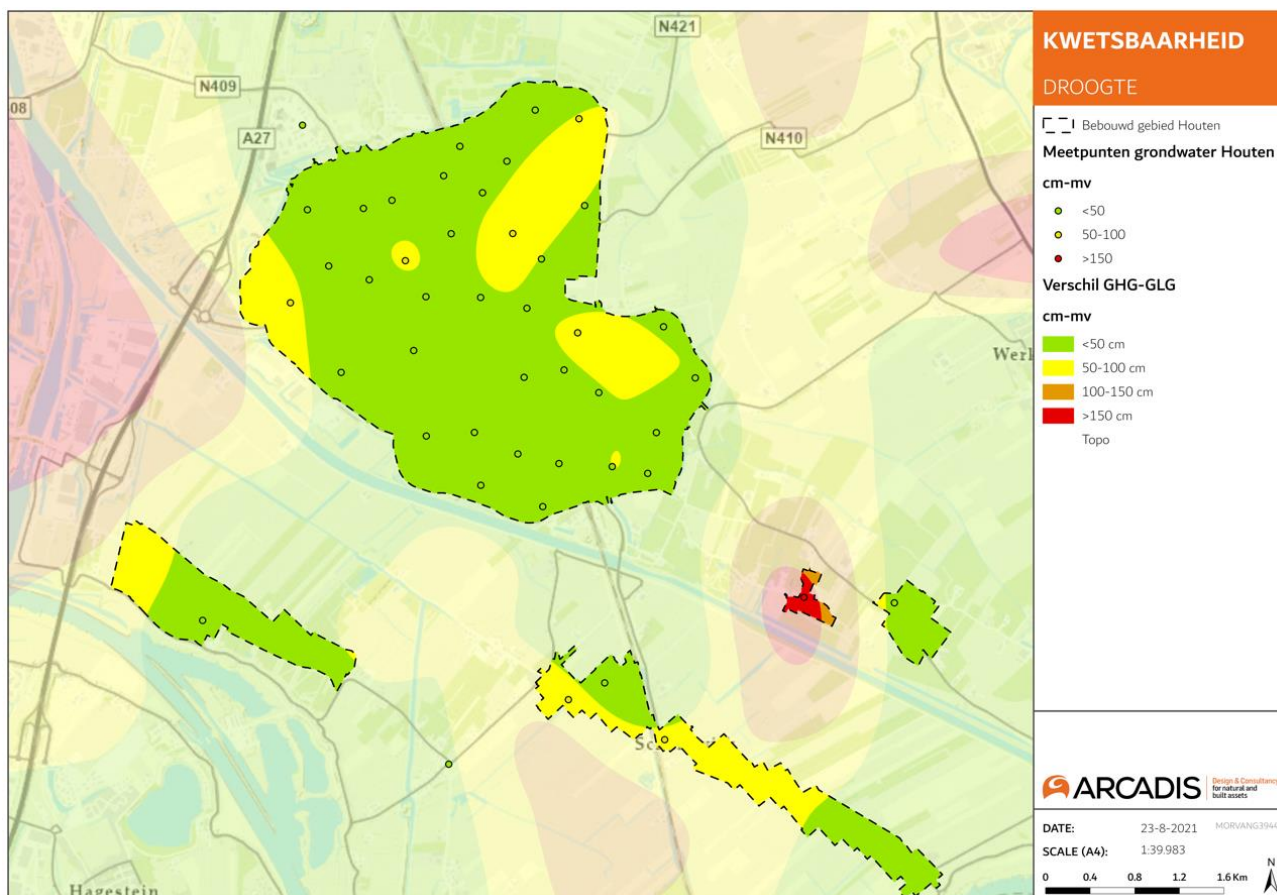 N421
N409
08
A27
N410
Werk
Hagestein
KWETSBAARHEID
DROOGTE
Bebouwd gebied Houten
Meetpunten grondwater Houten
cm-mv
<50
50-100
>150
Verschil GHG-GLG
cm-mv
<50 cm
50-100 cm
100-150 cm
>150 cm
Topo
ARCADIS
Design & Consultancy
for natural and
built assets
DATE: 23-8-2021
SCALE (A4): 1:39.983
N
0 0.4 0.8 1.2 1.6 Km